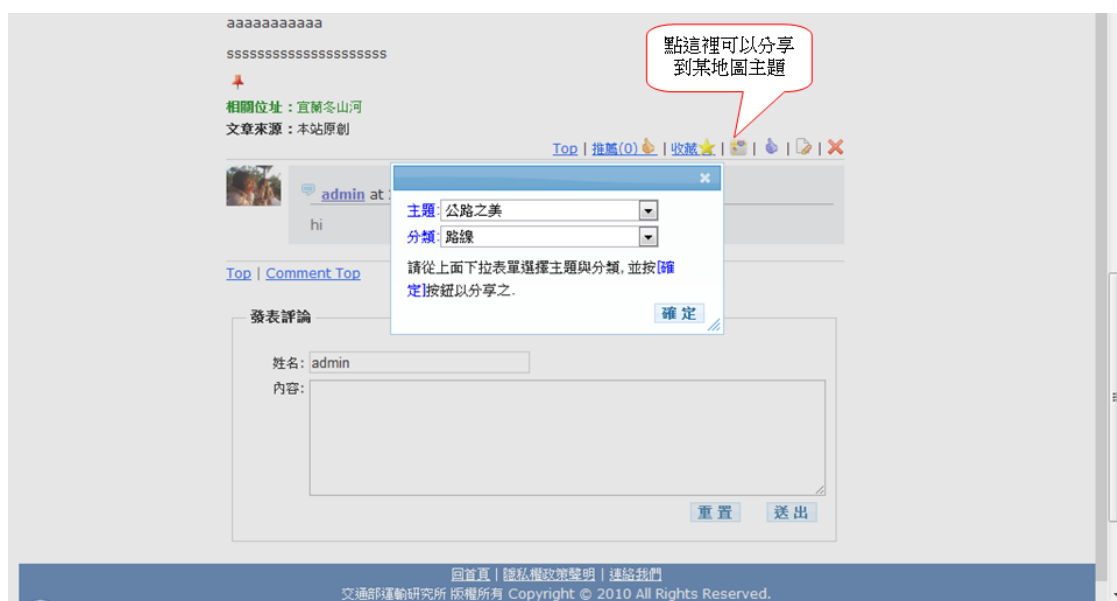 aaaaaaaaaaa
sssssssssssssssssssssss
點這裡可以分享
到某地圖主題
相關位址：宜蘭冬山河
文章來源：本站原創
Top | 推薦(0) | 收藏 | | | |
admin at
hi
主題: 公路之美
分類: 路線
請從上面下拉表單選擇主題與分類, 並按[確
定]按鈕以分享之.
確定
Top | Comment Top
發表評論
姓名: admin
內容:
重置 送出
回首頁 | 隱私權政策聲明 | 連絡我們
交通部運輸研究所 版權所有 Copyright © 2010 All Rights Reserved.